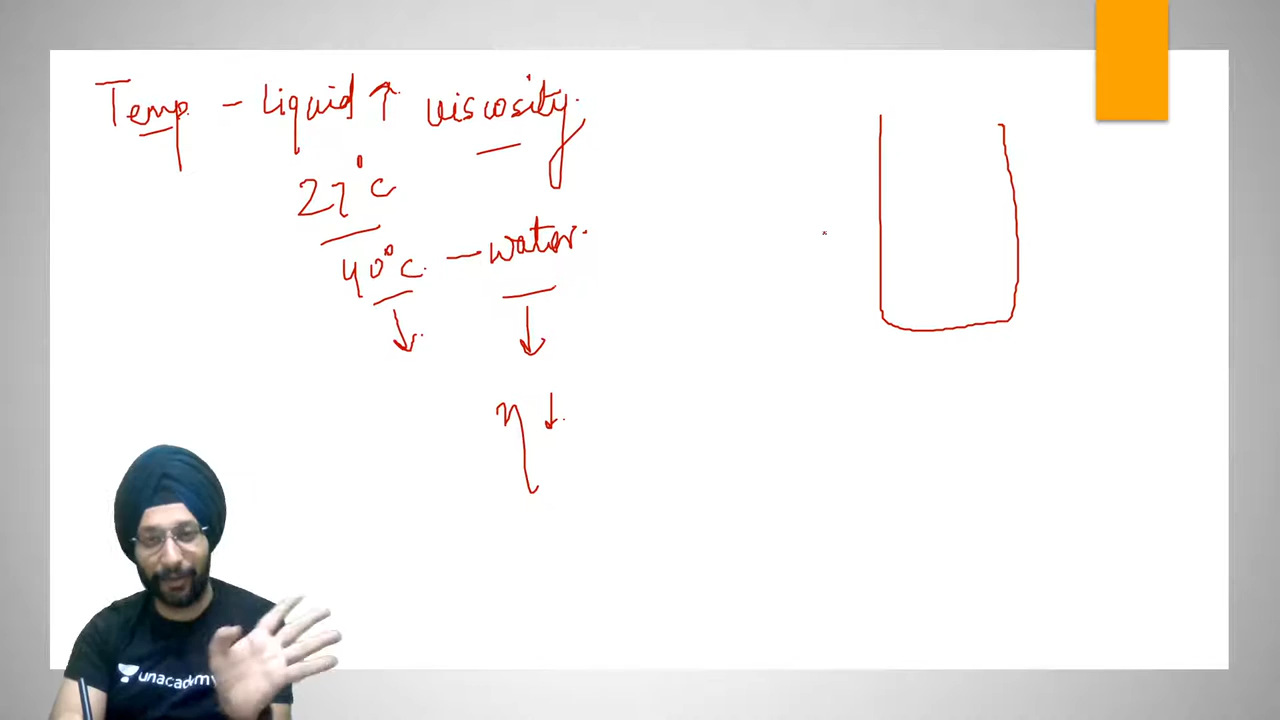 Temp. - Liquid ↑ viscosity.
27°C
40°C. - water.
↓ ↓
η ↓
unacademy